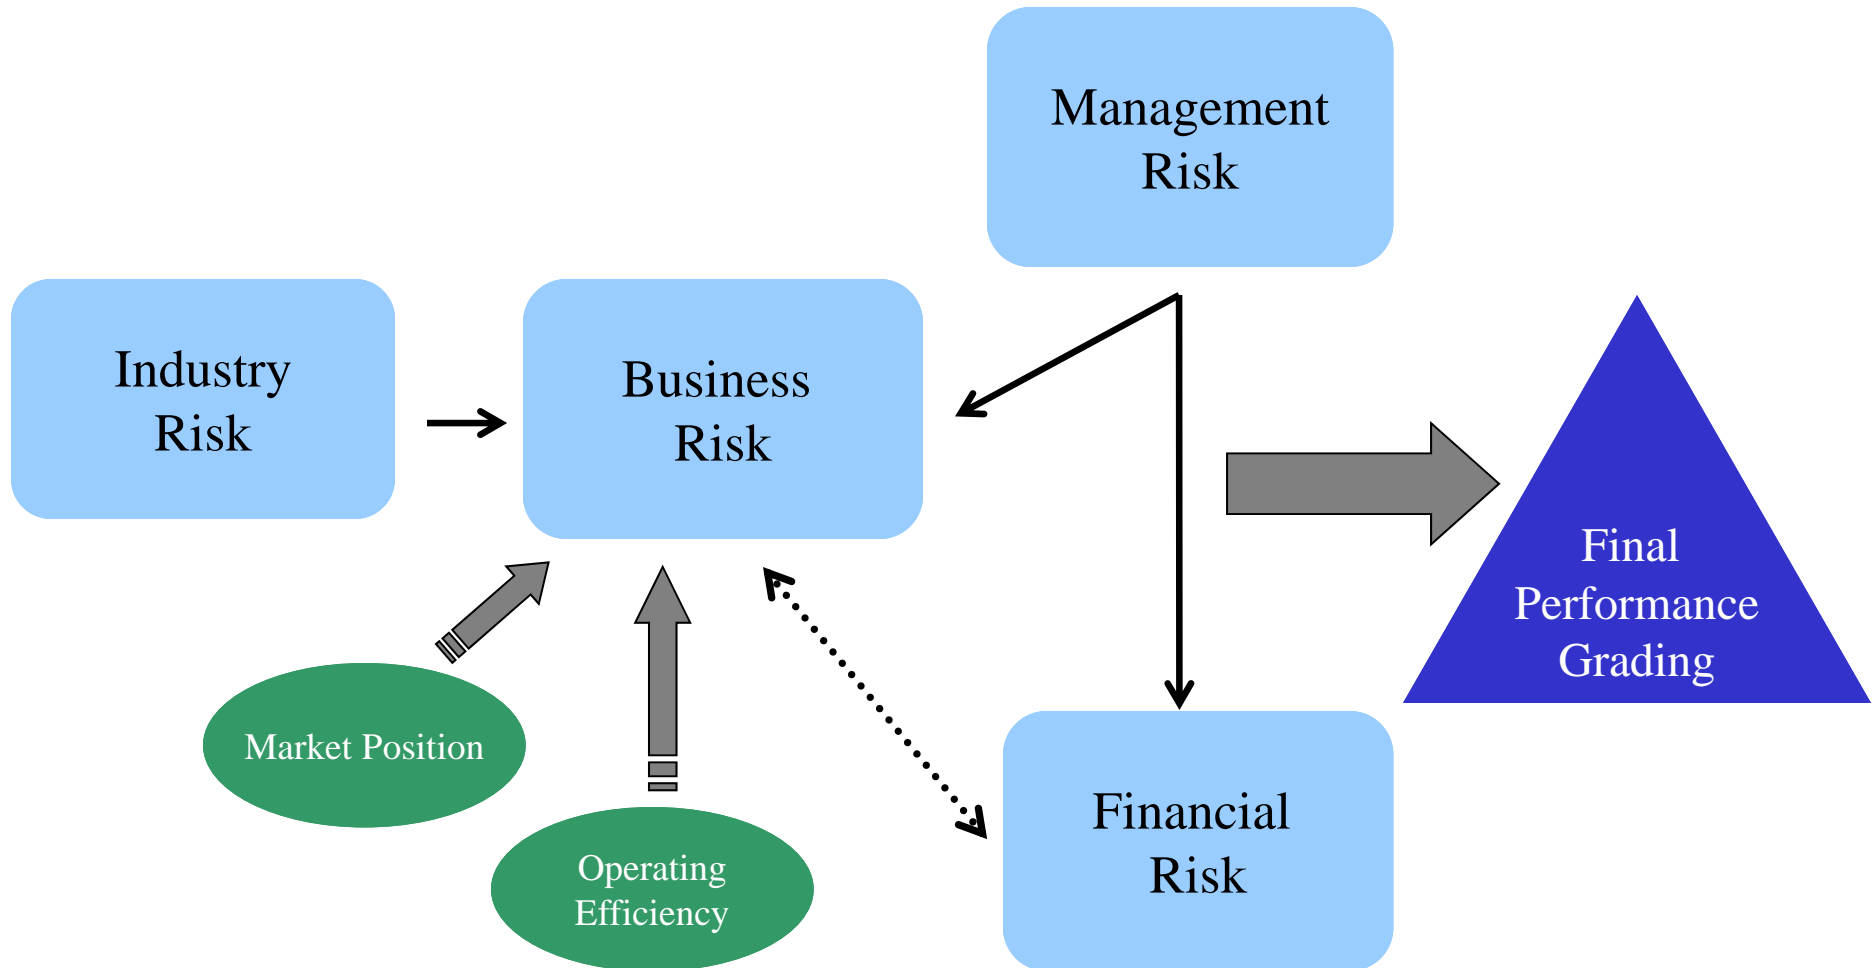 Management
Risk
Industry
Risk
Business
Risk
Final
Performance
Grading
Market Position
Operating
Efficiency
Financial
Risk